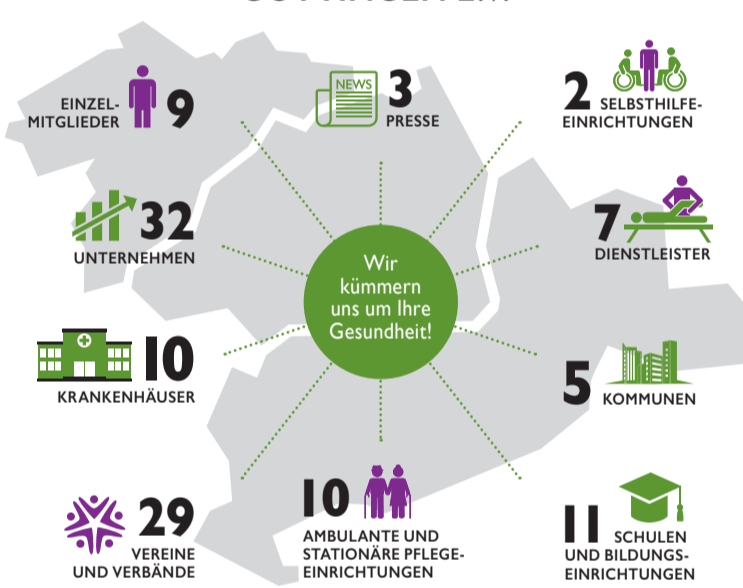 EINZEL-
MITGLIEDER
9
NEWS
3
PRESSE
2
SELBSTHILFE-
EINRICHTUNGEN
32
UNTERNEHMEN
7
DIENSTLEISTER
Wir
kümmern
uns um Ihre
Gesundheit!
10
KRANKENHÄUSER
5
KOMMUNEN
29
VEREINE
UND VERBÄNDE
10
AMBULANTE UND
STATIONÄRE PFLEGE-
EINRICHTUNGEN
11
SCHULEN
UND BILDUNGS-
EINRICHTUNGEN